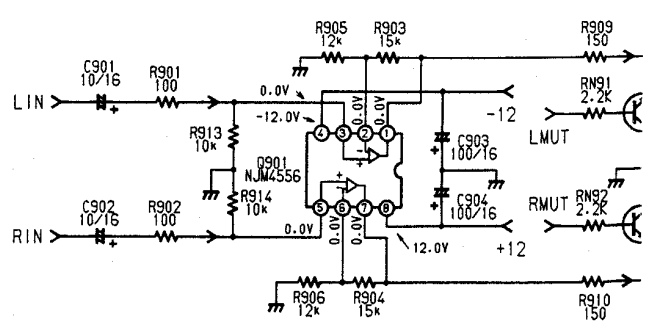 R905
12k
R903
15k
R909
150
C901
10/16
R901
100
0.0V
0.0V
0.0V
RN91
2.2K
LIN
-12.0V
-12
4
3
2
1
LMUT
R913
10k
Q901
NJM4556
C903
100/16
R914
10k
C902
10/16
R902
100
5
6
7
8
C904
100/16
RMUT
RN92
2.2K
RIN
0.0V
0.0V
0.0V
12.0V
+12
R906
12k
R904
15k
R910
150